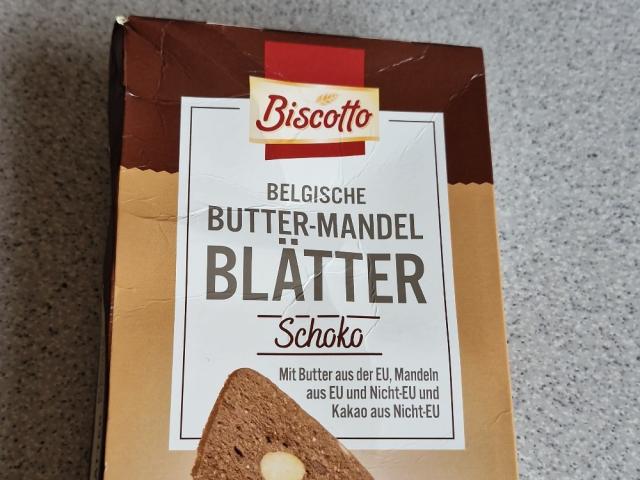 Biscotto
BELGISCHE
BUTTER-MANDEL
BLÄTTER
Schoko
Mit Butter aus der EU, Mandeln
aus EU und Nicht-EU und
Kakao aus Nicht-EU